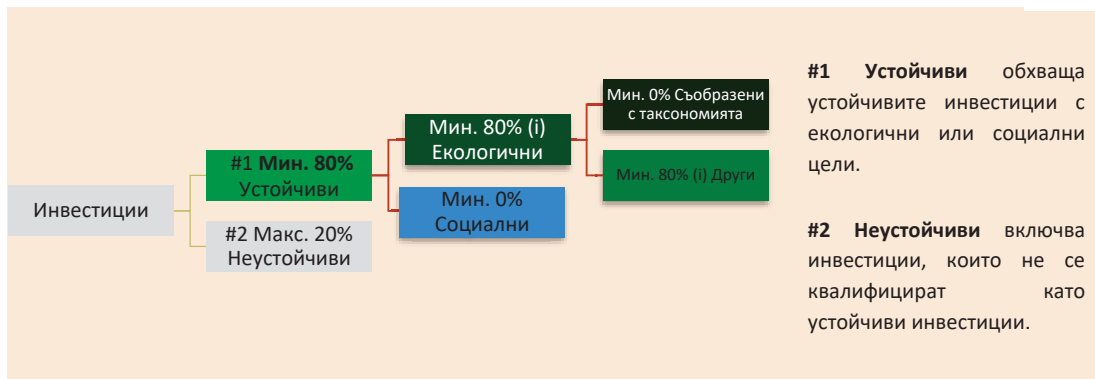 Инвестиции
#1 Мин. 80%
Устойчиви
#2 Макс. 20%
Неустойчиви
Мин. 80% (i)
Екологични
Мин. 0%
Социални
Мин. 0% Съобразени
с таксономията
Мин. 80% (i) Други
#1 Устойчиви обхваща
устойчивите инвестиции с
екологични или социални
цели.
#2 Неустойчиви включва
инвестиции, които не се
квалифицират като
устойчиви инвестиции.